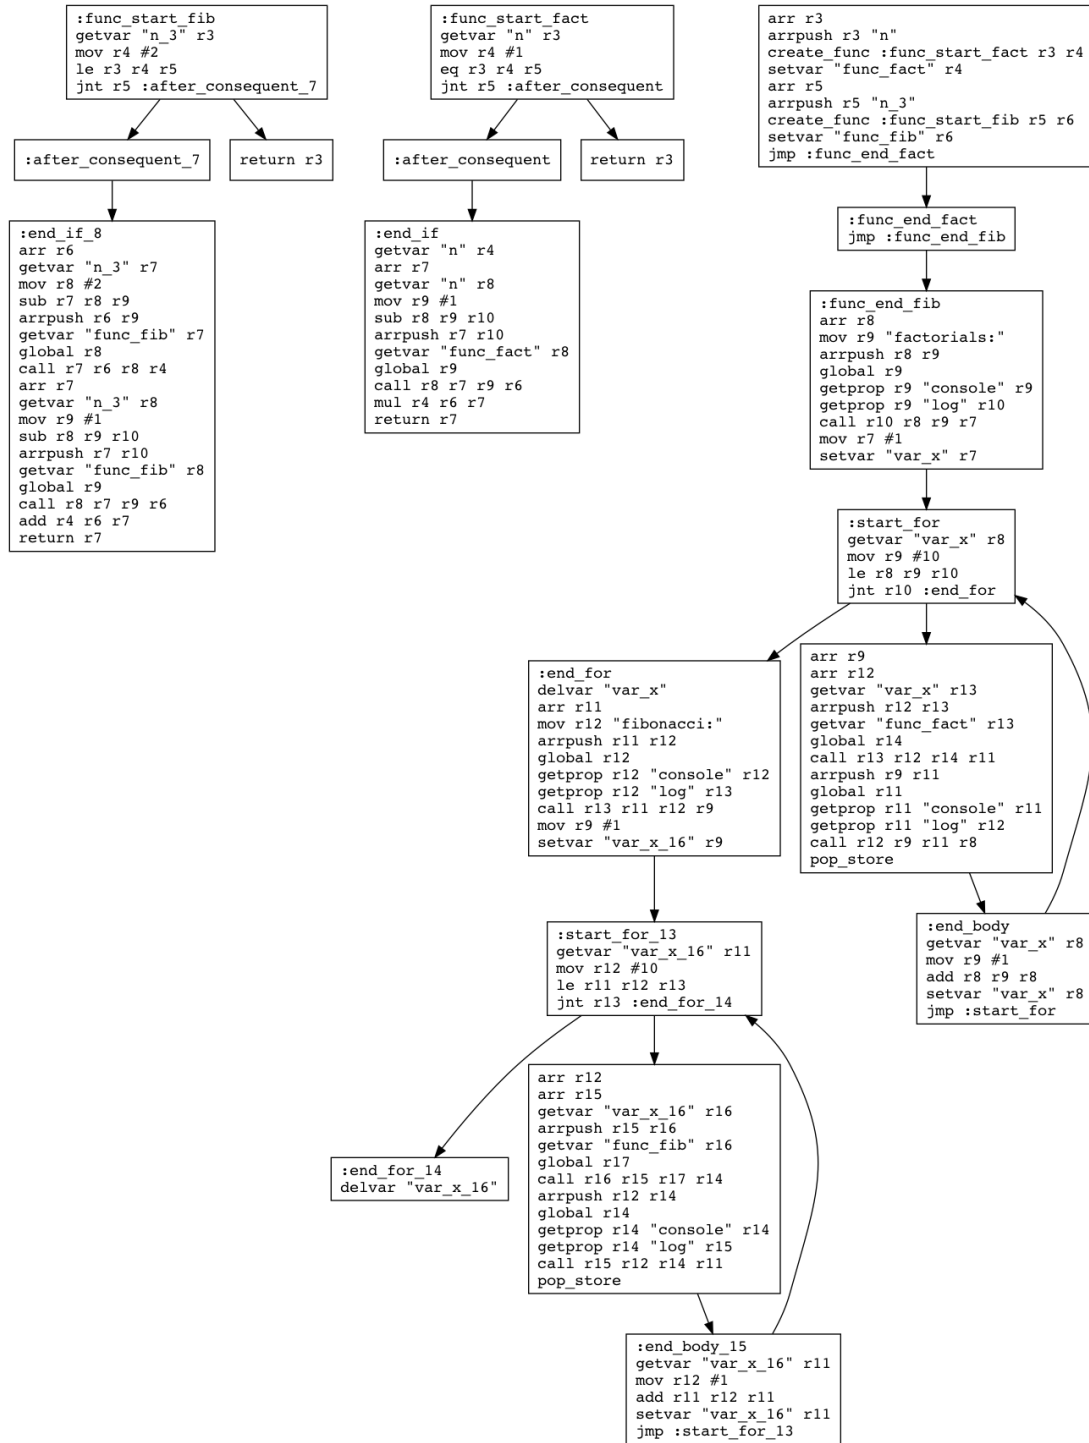 :func_start_fib
getvar "n_3" r3
mov r4 #2
le r3 r4 r5
jnt r5 :after_consequent_7
:after_consequent_7
return r3
:end_if_8
arr r6
getvar "n_3" r7
mov r8 #2
sub r7 r8 r9
arrpush r6 r9
getvar "func_fib" r7
global r8
call r7 r6 r8 r4
arr r7
getvar "n_3" r8
mov r9 #1
sub r8 r9 r10
arrpush r7 r10
getvar "func_fib" r8
global r9
call r8 r7 r9 r6
add r4 r6 r7
return r7
:func_start_fact
getvar "n" r3
mov r4 #1
eq r3 r4 r5
jnt r5 :after_consequent
:after_consequent
return r3
:end_if
getvar "n" r4
arr r7
getvar "n" r8
mov r9 #1
sub r8 r9 r10
arrpush r7 r10
getvar "func_fact" r8
global r9
call r8 r7 r9 r6
mul r4 r6 r7
return r7
arr r3
arrpush r3 "n"
create_func :func_start_fact r3 r4
setvar "func_fact" r4
arr r5
arrpush r5 "n_3"
create_func :func_start_fib r5 r6
setvar "func_fib" r6
jmp :func_end_fact
:func_end_fact
jmp :func_end_fib
:func_end_fib
arr r8
mov r9 "factorials:"
arrpush r8 r9
global r9
getprop r9 "console" r9
getprop r9 "log" r10
call r10 r8 r9 r7
mov r7 #1
setvar "var_x" r7
:start_for
getvar "var_x" r8
mov r9 #10
le r8 r9 r10
jnt r10 :end_for
:end_for
delvar "var_x"
arr r11
mov r12 "fibonacci:"
arrpush r11 r12
global r12
getprop r12 "console" r12
getprop r12 "log" r13
call r13 r11 r12 r9
mov r9 #1
setvar "var_x_16" r9
arr r9
arr r12
getvar "var_x" r13
arrpush r12 r13
getvar "func_fact" r13
global r14
call r13 r12 r14 r11
arrpush r9 r11
global r11
getprop r11 "console" r11
getprop r11 "log" r12
call r12 r9 r11 r8
pop_store
:end_body
getvar "var_x" r8
mov r9 #1
add r8 r9 r8
setvar "var_x" r8
jmp :start_for
:start_for_13
getvar "var_x_16" r11
mov r12 #10
le r11 r12 r13
jnt r13 :end_for_14
:end_for_14
delvar "var_x_16"
arr r12
arr r15
getvar "var_x_16" r16
arrpush r15 r16
getvar "func_fib" r16
global r17
call r16 r15 r17 r14
arrpush r12 r14
global r14
getprop r14 "console" r14
getprop r14 "log" r15
call r15 r12 r14 r11
pop_store
:end_body_15
getvar "var_x_16" r11
mov r12 #1
add r11 r12 r11
setvar "var_x_16" r11
jmp :start_for_13